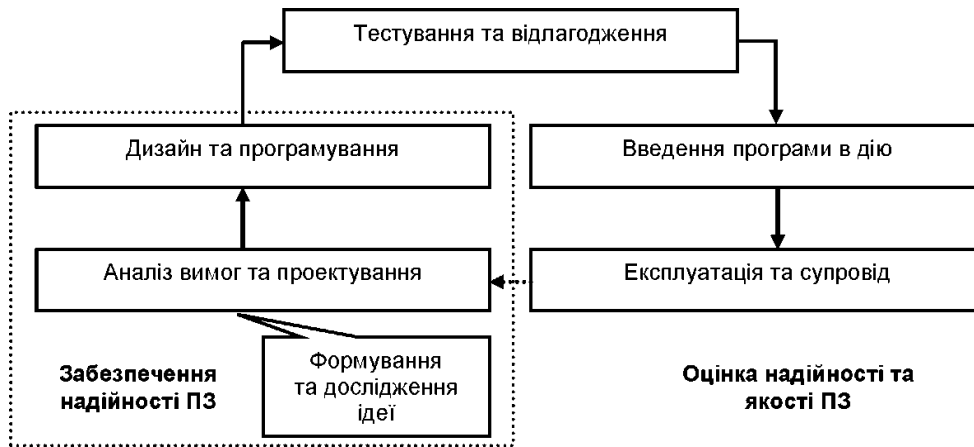 Тестування та відлагодження
Дизайн та програмування
Введення програми в дію
Аналіз вимог та проектування
Експлуатація та супровід
Формування
та дослідження
ідеї
Забезпечення
надійності ПЗ
Оцінка надійності та
якості ПЗ